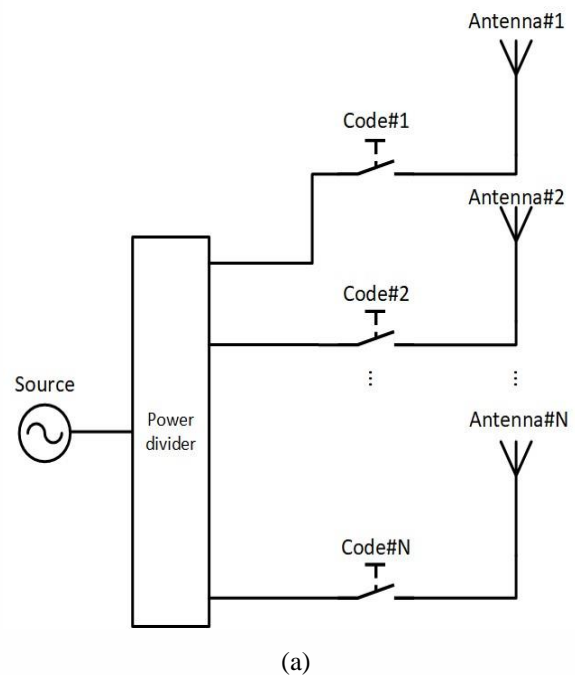 Antenna#1
Code#1
Antenna#2
Code#2
⋮ ⋮
Source
Power
divider
Antenna#N
Code#N
(a)